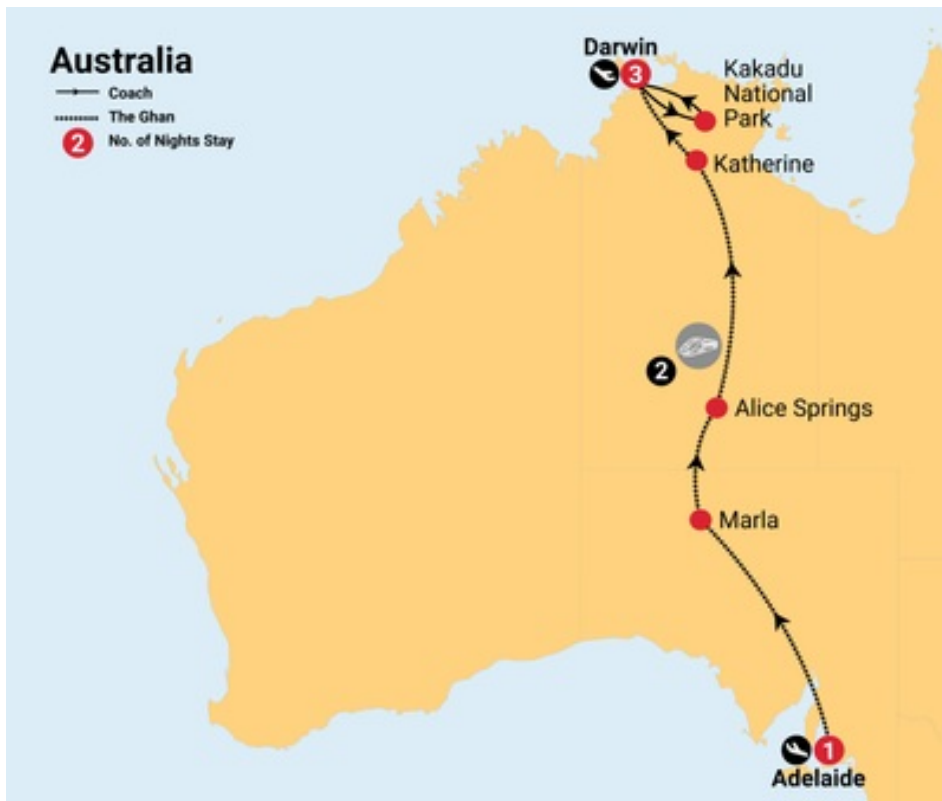 Australia
Coach
The Ghan
2 No. of Nights Stay
Darwin
3
Kakadu
National
Park
Katherine
2
Alice Springs
Marla
1
Adelaide